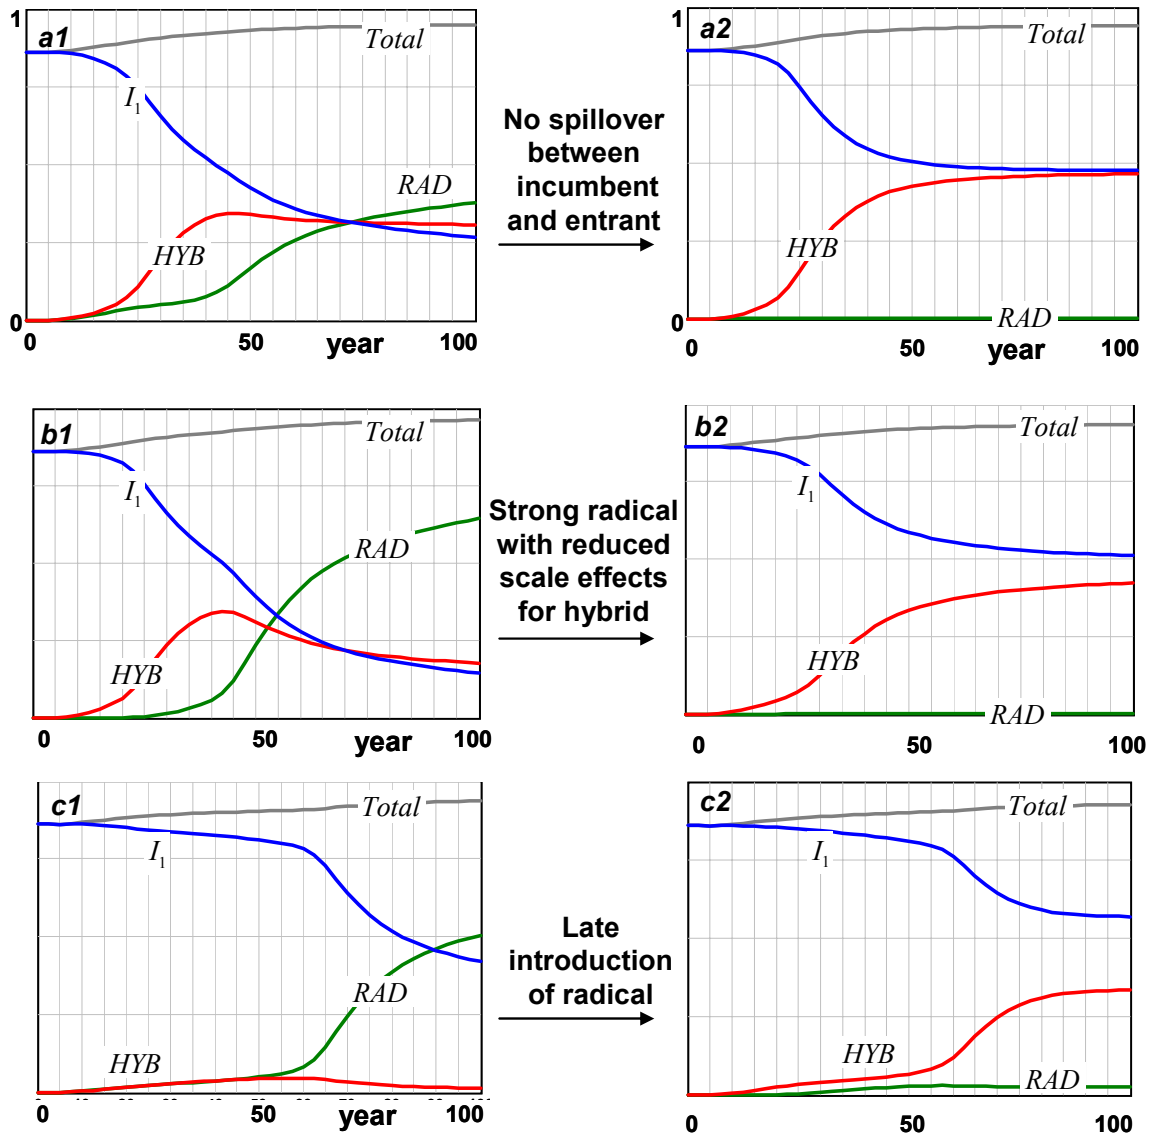 1
a1
Total
I1
RAD
HYB
0
0
50
year
100
No spillover
between
incumbent
and entrant
1
a2
Total
I1
HYB
RAD
0
0
50
year
100
b1
Total
I1
RAD
HYB
0
50
year
100
Strong radical
with reduced
scale effects
for hybrid
b2
Total
I1
HYB
RAD
0
50
100
c1
Total
I1
RAD
HYB
0
50
year
100
Late
introduction
of radical
c2
Total
I1
HYB
RAD
0
50
100